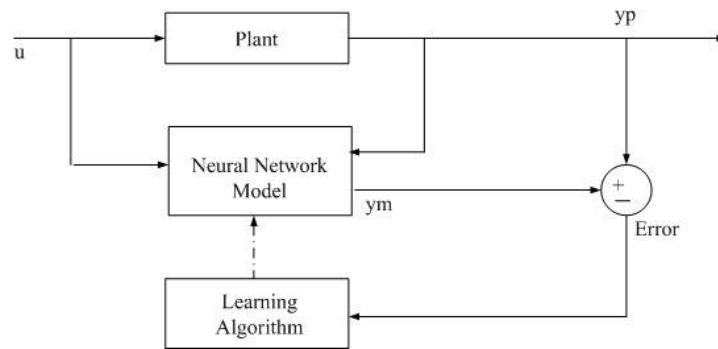 yp
u
Plant
Neural Network
Model
ym
+
−
Error
Learning
Algorithm